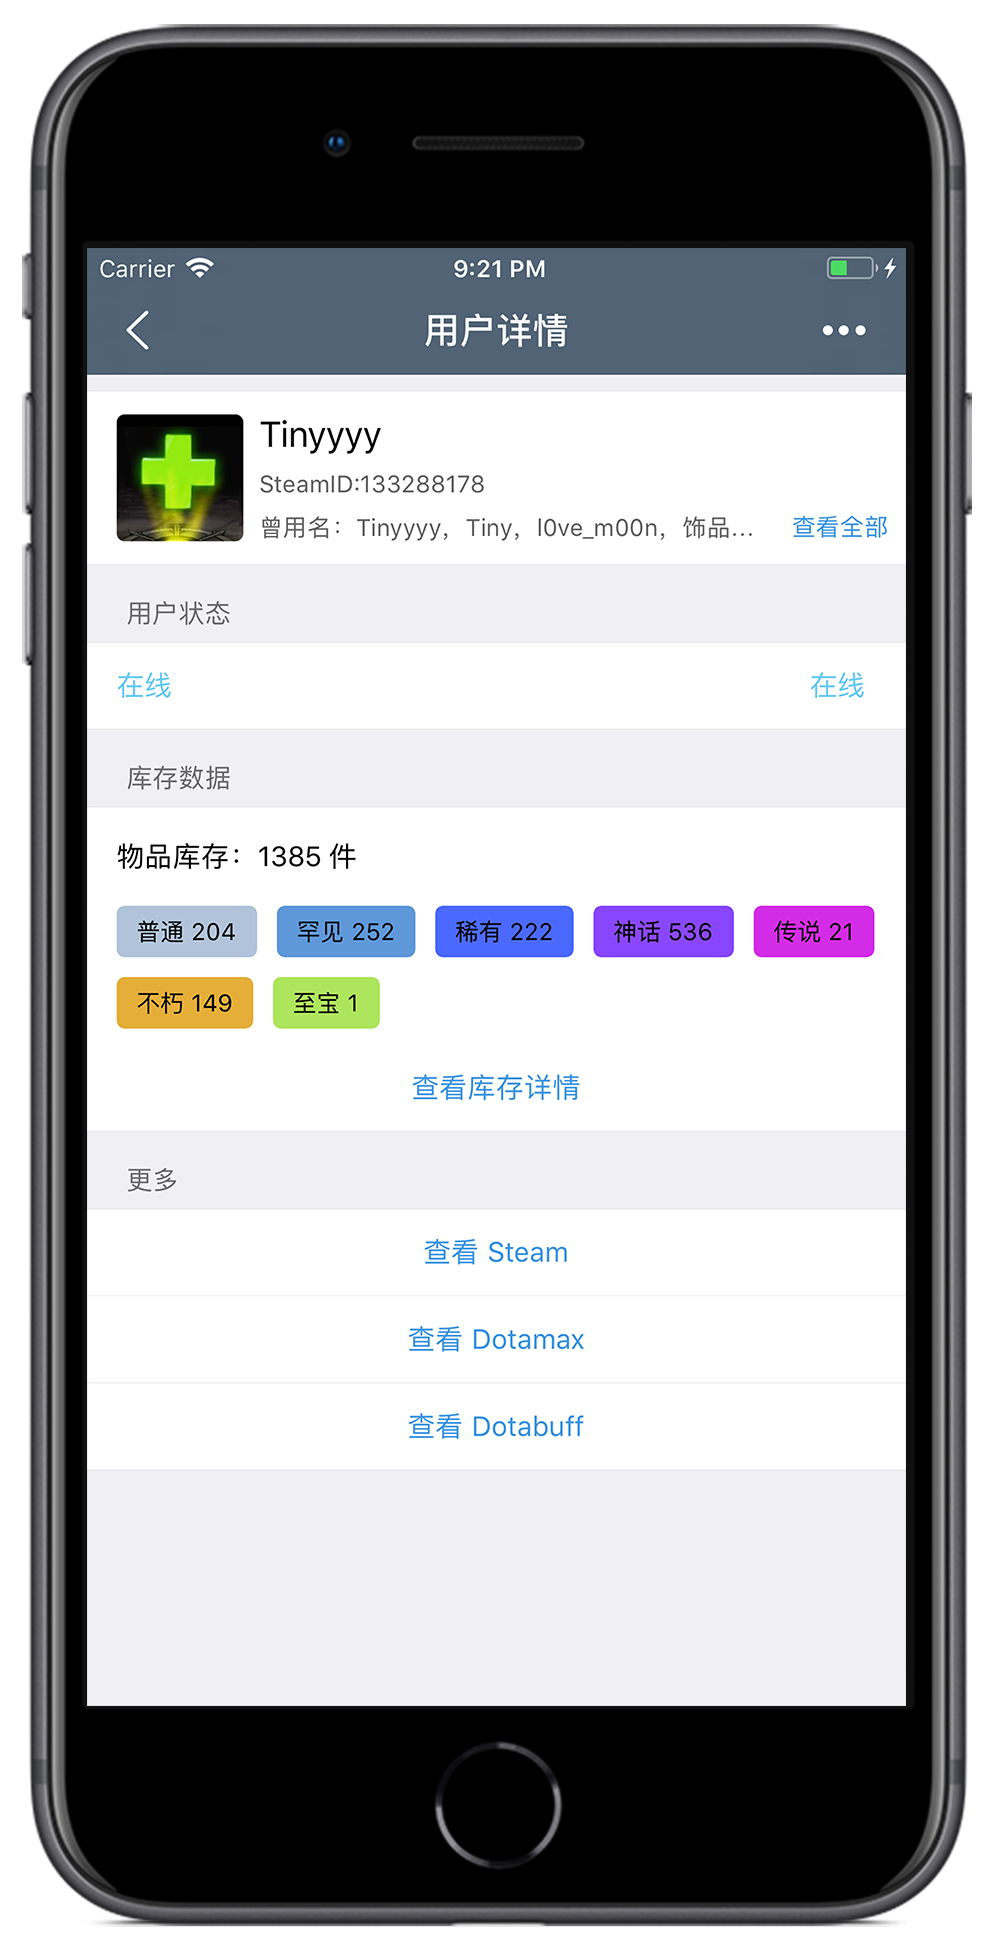 Carrier 9:21 PM
用户详情
Tinyyyy
SteamID:133288178
曾用名：Tinyyyy，Tiny，l0ve_m00n，饰品... 查看全部
用户状态
在线 在线
库存数据
物品库存：1385 件
普通 204 罕见 252 稀有 222 神话 536 传说 21
不朽 149 至宝 1
查看库存详情
更多
查看 Steam
查看 Dotamax
查看 Dotabuff